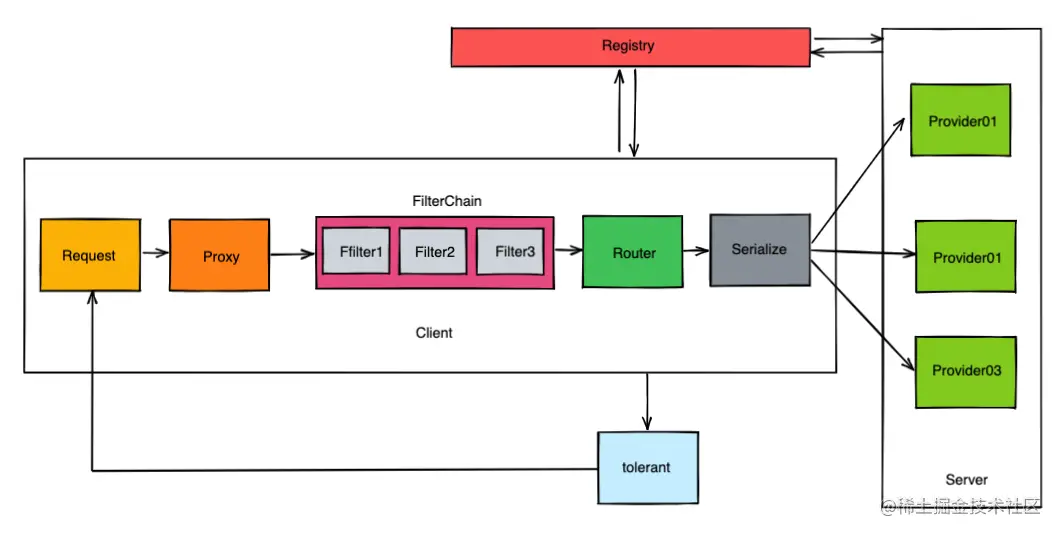 Registry
Provider01
FilterChain
Request
Proxy
Ffilter1
Filter2
Filter3
Router
Serialize
Provider01
Client
Provider03
tolerant
Server
@稀土掘金技术社区